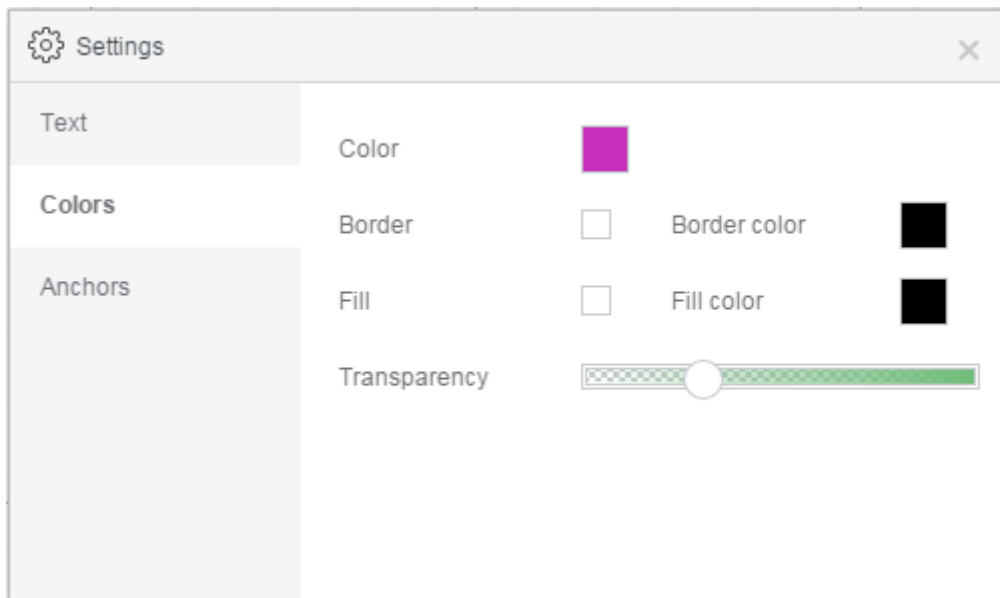 Settings
Text
Colors
Anchors
Color
Border
Border color
Fill
Fill color
Transparency